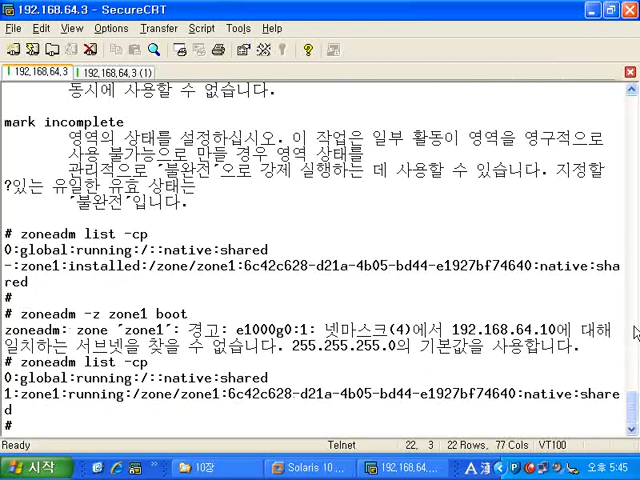 192.168.64.3 - SecureCRT
File Edit View Options Transfer Script Tools Help
192,168,64,3 192,168,64,3 (1)
동시에 사용할 수 없습니다.
mark incomplete
영역의 상태를 설정하십시오. 이 작업은 일부 활동이 영역을 영구적으로
사용 불가능으로 만들 경우 영역 상태를
관리적으로 '불완전'으로 강제 실행하는 데 사용할 수 있습니다. 지정할
?있는 유일한 유효 상태는
'불완전'입니다.
# zoneadm list -cp
0:global:running:/::native:shared
-:zone1:installed:/zone/zone1:6c42c628-d21a-4b05-bd44-e1927bf74640:native:sha
red
#
# zoneadm -z zone1 boot
zoneadm: zone 'zone1': 경고: e1000g0:1: 넷마스크(4)에서 192.168.64.10에 대해
일치하는 서브넷을 찾을 수 없습니다. 255.255.255.0의 기본값을 사용합니다.
# zoneadm list -cp
0:global:running:/::native:shared
1:zone1:running:/zone/zone1:6c42c628-d21a-4b05-bd44-e1927bf74640:native:share
d
#
Ready Telnet 22, 3 22 Rows, 77 Cols VT100
시작 10장 Solaris 10 ... 192,168,64,... A 漢 오후 5:45